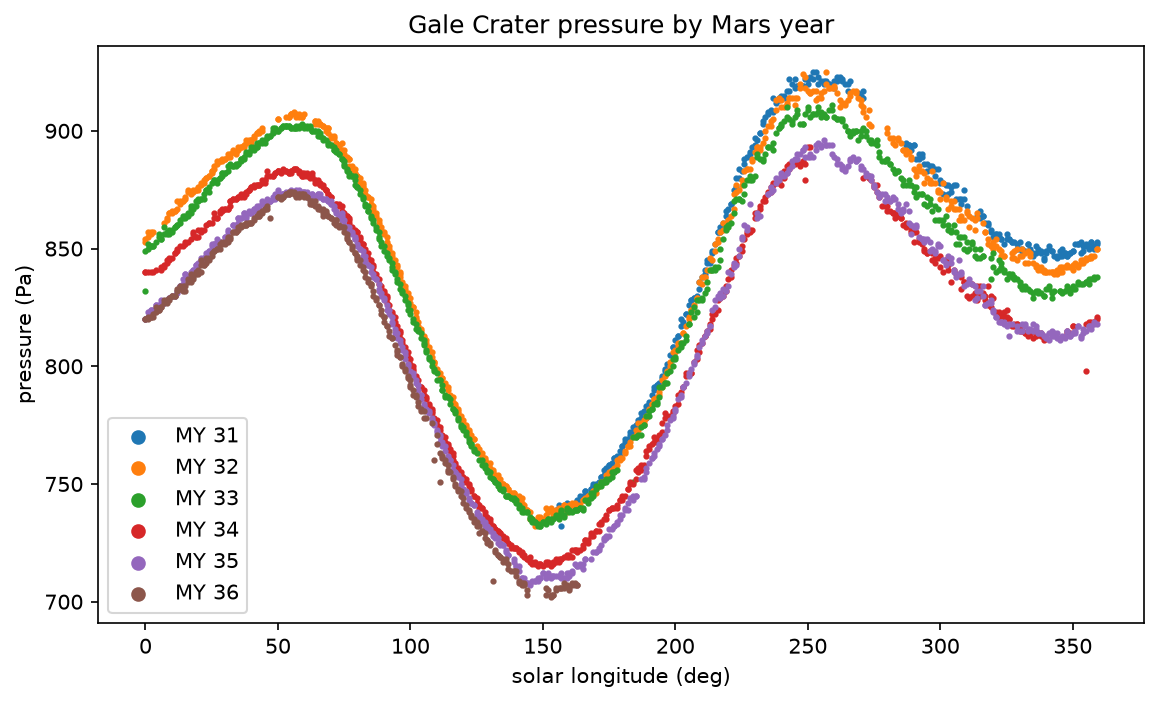 Gale Crater pressure by Mars year
pressure (Pa)
900
850
800
750
700
MY 31
MY 32
MY 33
MY 34
MY 35
MY 36
0 50 100 150 200 250 300 350
solar longitude (deg)